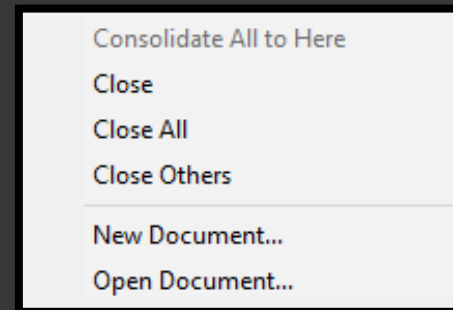 Consolidate All to Here
Close
Close All
Close Others
New Document...
Open Document...